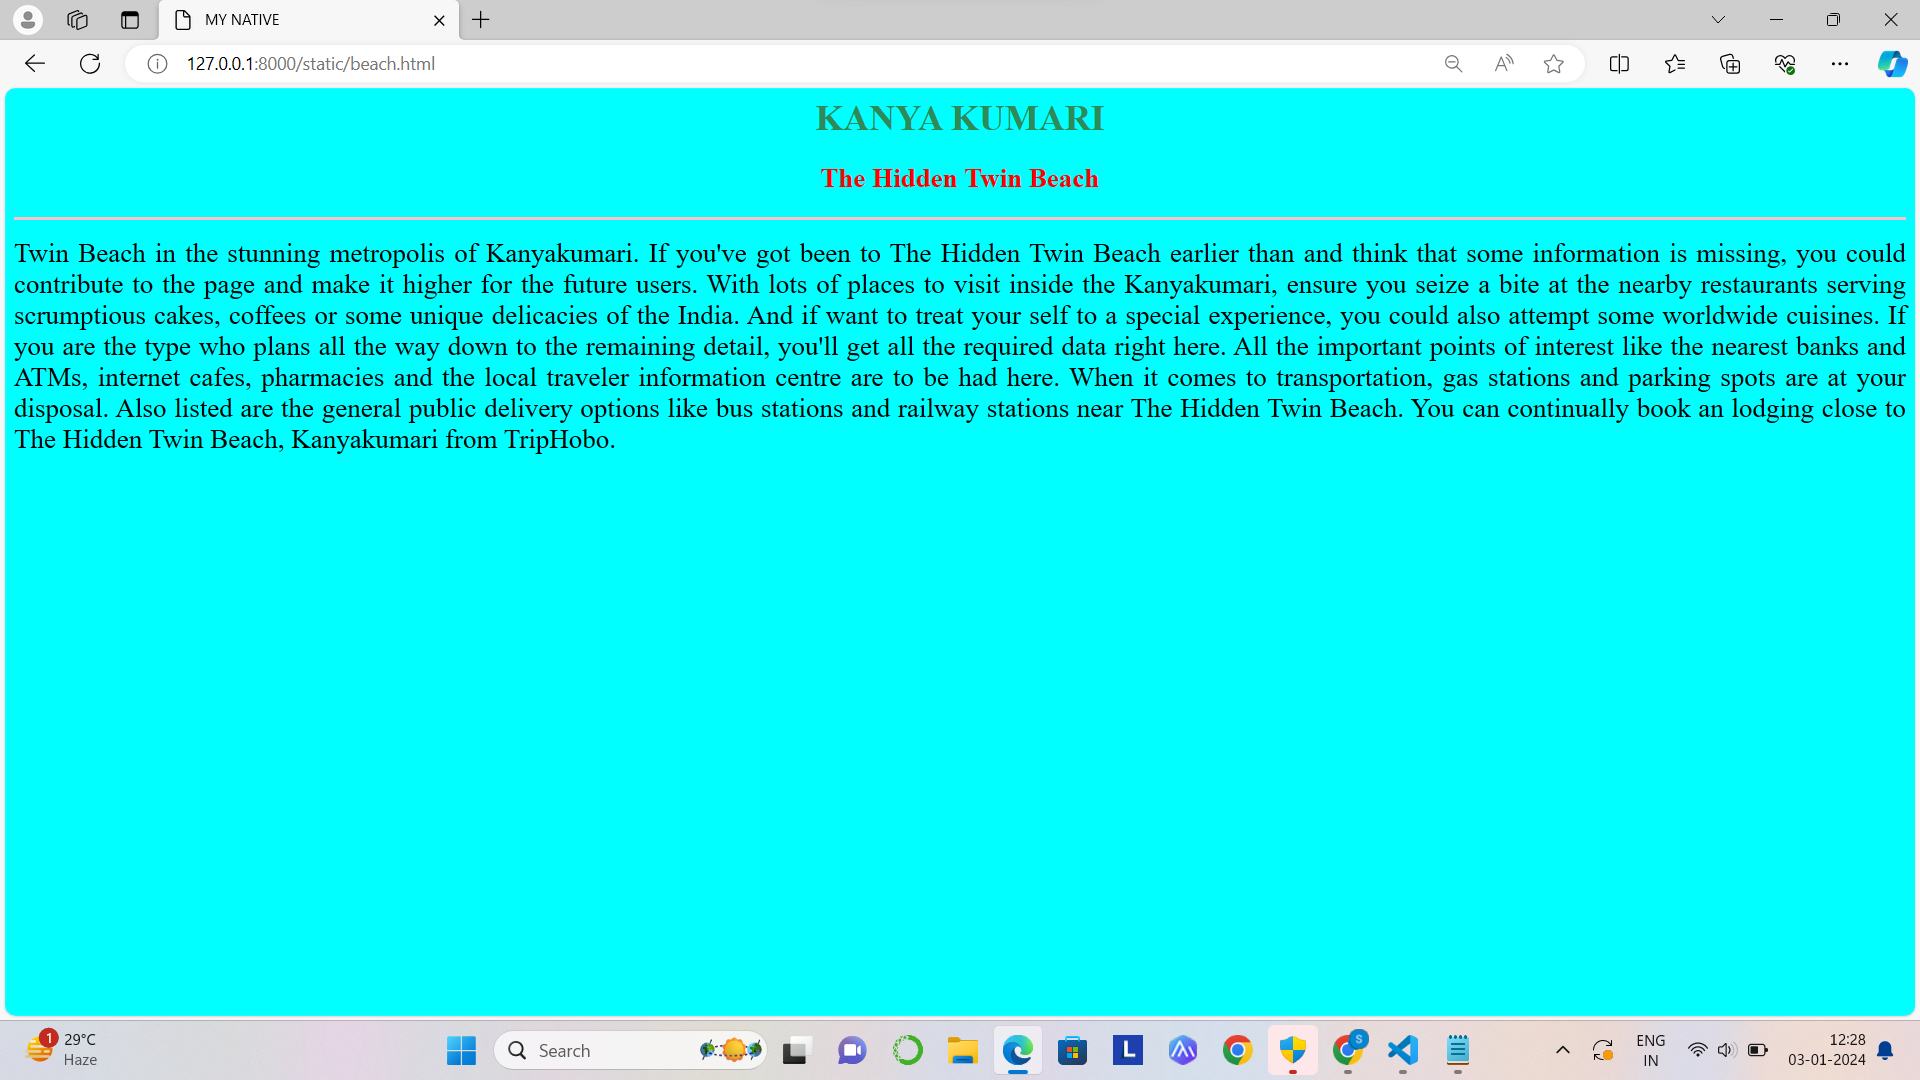 MY NATIVE
127.0.0.1:8000/static/beach.html
KANYA KUMARI
The Hidden Twin Beach
Twin Beach in the stunning metropolis of Kanyakumari. If you've got been to The Hidden Twin Beach earlier than and think that some information is missing, you could
contribute to the page and make it higher for the future users. With lots of places to visit inside the Kanyakumari, ensure you seize a bite at the nearby restaurants serving
scrumptious cakes, coffees or some unique delicacies of the India. And if want to treat your self to a special experience, you could also attempt some worldwide cuisines. If
you are the type who plans all the way down to the remaining detail, you'll get all the required data right here. All the important points of interest like the nearest banks and
ATMs, internet cafes, pharmacies and the local traveler information centre are to be had here. When it comes to transportation, gas stations and parking spots are at your
disposal. Also listed are the general public delivery options like bus stations and railway stations near The Hidden Twin Beach. You can continually book an lodging close to
The Hidden Twin Beach, Kanyakumari from TripHobo.
1
29°C
Haze
Search
L
S
ENG
IN
12:28
03-01-2024